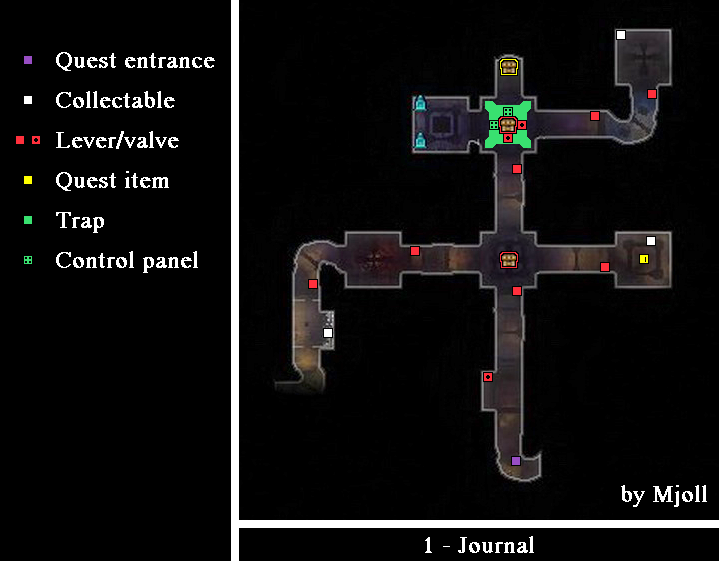 Quest entrance
Collectable
Lever/valve
Quest item
Trap
Control panel
by Mjoll
1 - Journal